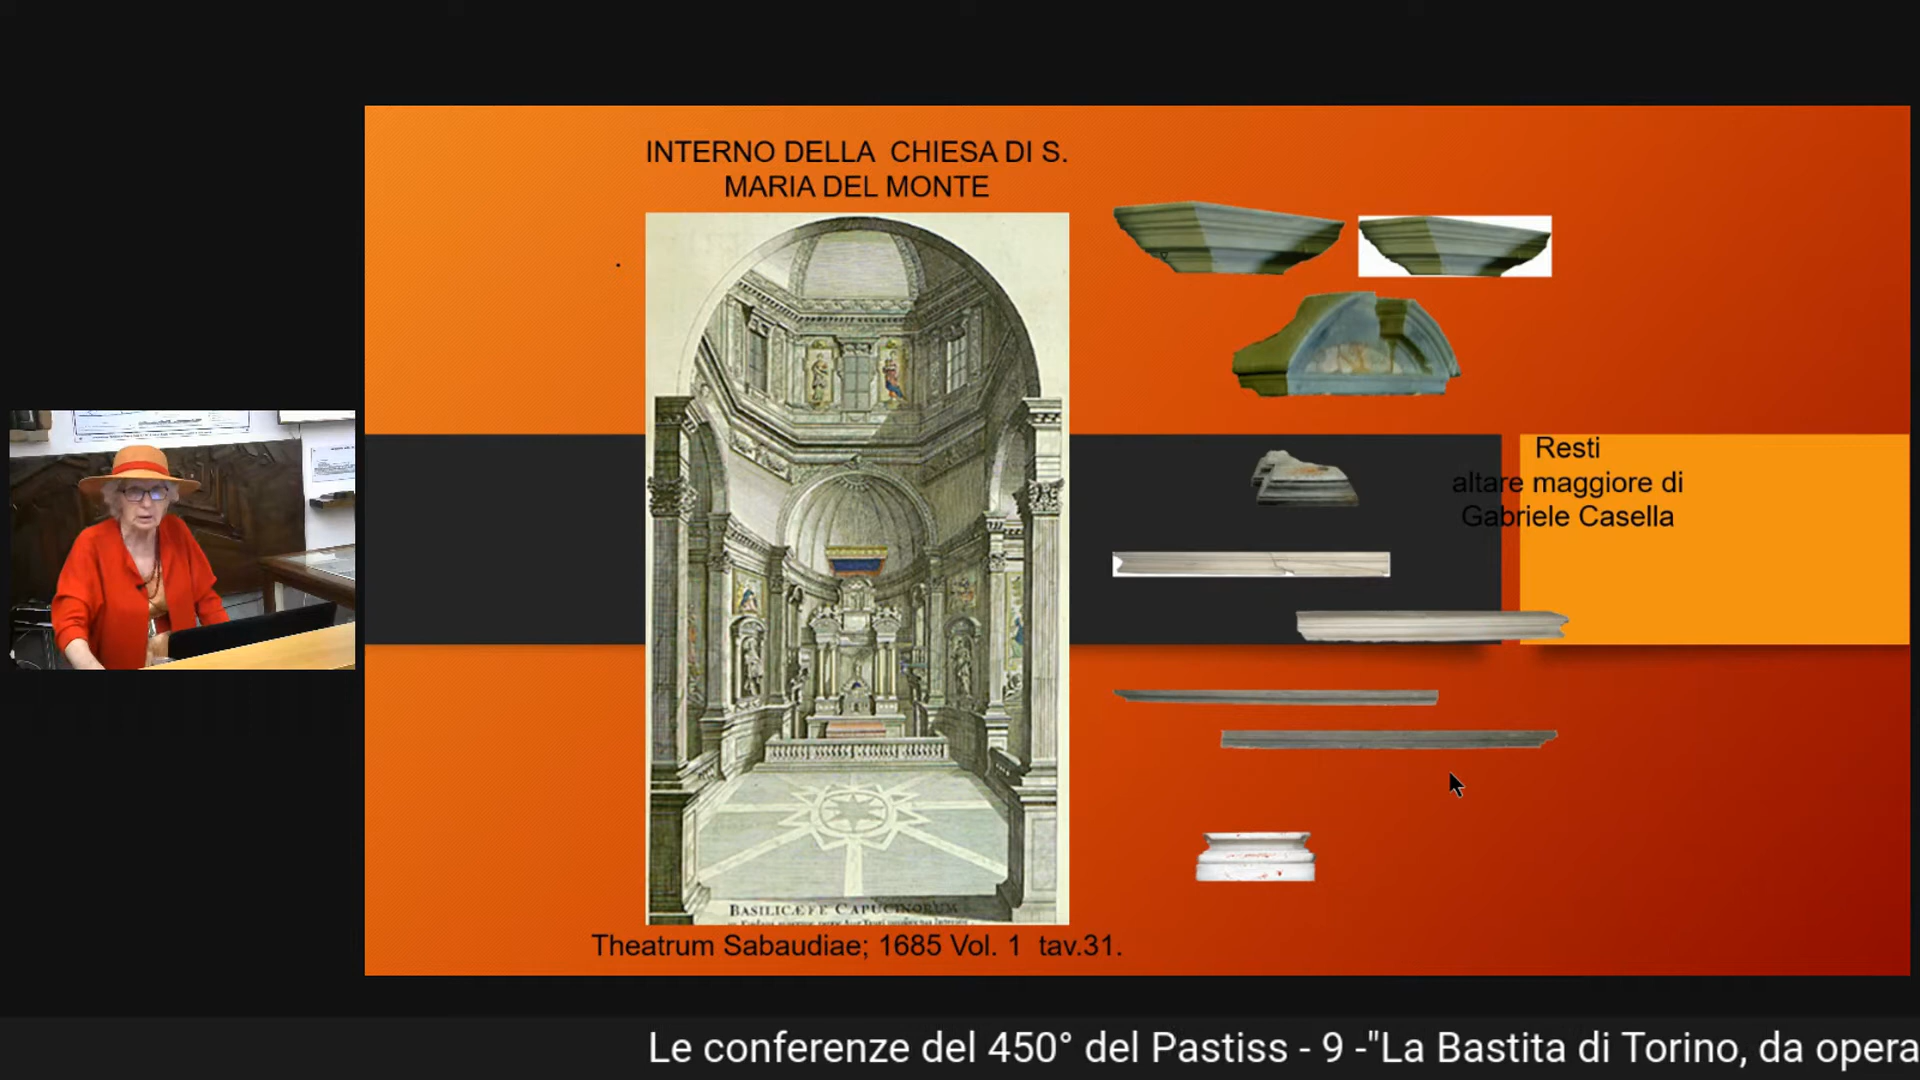 INTERNO DELLA CHIESA DI S.
MARIA DEL MONTE
Resti
altare maggiore di
Gabriele Casella
BASILICÆ FF CAPUCINORUM
Theatrum Sabaudiae; 1685 Vol. 1 tav.31.
Le conferenze del 450° del Pastiss - 9 -"La Bastita di Torino, da opera